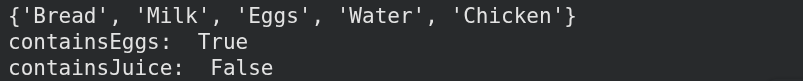 {'Bread', 'Milk', 'Eggs', 'Water', 'Chicken'}
containsEggs:  True
containsJuice:  False